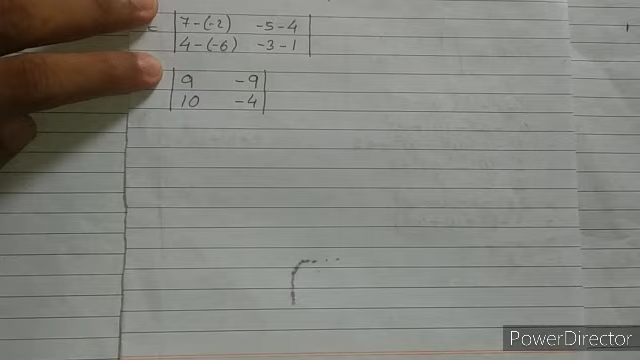 = | 7-(-2) -5-4 |
| 4-(-6) -3-1 |
| 9 -9 |
| 10 -4 |
PowerDirector